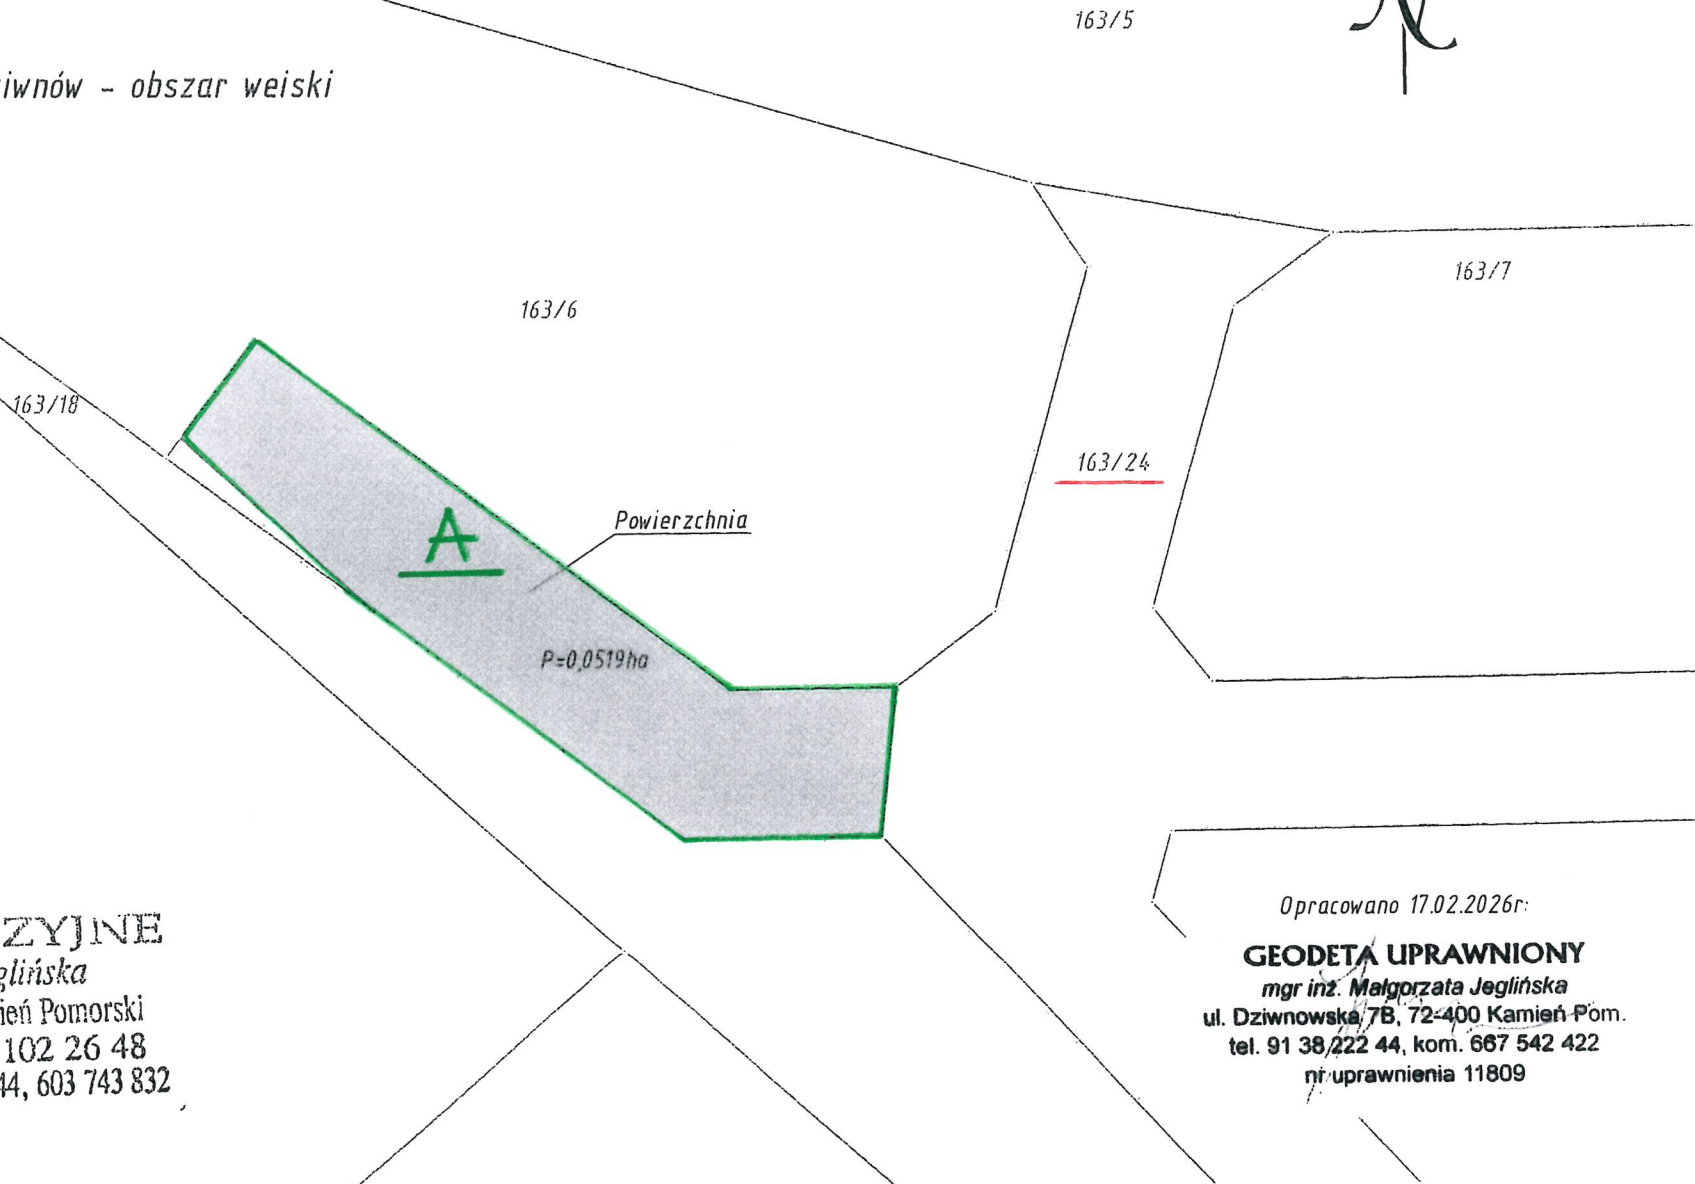 163/5
iwnów - obszar weiski
163/7
163/6
163/18
163/24
A
Powierzchnia
P=0,0519ha
Opracowano 17.02.2026r:
GEODETA UPRAWNIONY
mgr inż. Małgorzata Jeglińska
ul. Dziwnowska 7B, 72-400 Kamień Pom.
tel. 91 38 222 44, kom. 667 542 422
nr uprawnienia 11809
ZYJNE
glińska
ień Pomorski
102 26 48
44, 603 743 832